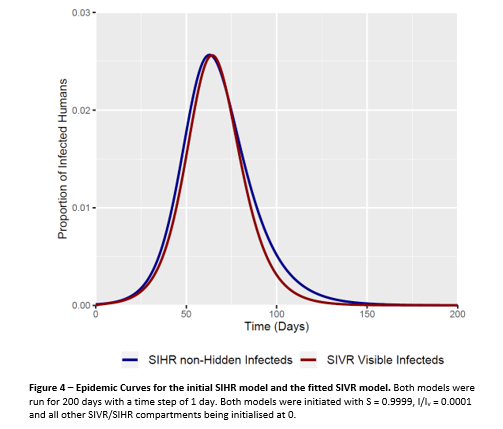 0.03
0.02
0.01
0.00
Proportion of Infected Humans
0
50
100
150
200
Time (Days)
SIHR non-Hidden Infecteds
SIVR Visible Infecteds
Figure 4 – Epidemic Curves for the initial SIHR model and the fitted SIVR model. Both models were
run for 200 days with a time step of 1 day. Both were initiated with S = 0.9999, I/Iᵥ = 0.0001
and all other SIVR/SIHR compartments being initialised at 0.